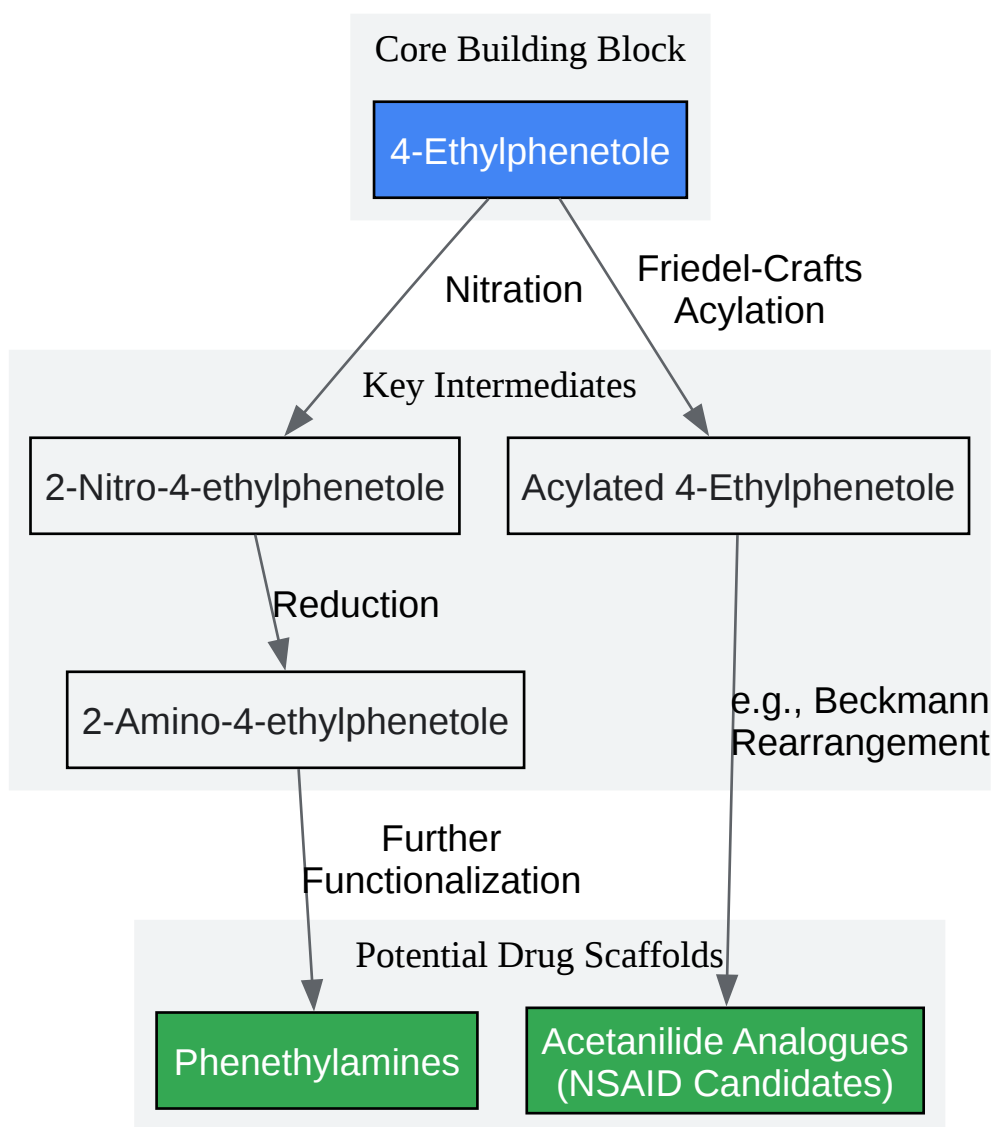 Core Building Block
4-Ethylphenetole
Nitration
Friedel-Crafts
Acylation
Key Intermediates
2-Nitro-4-ethylphenetole
Acylated 4-Ethylphenetole
Reduction
2-Amino-4-ethylphenetole
e.g., Beckmann
Rearrangement
Further
Functionalization
Potential Drug Scaffolds
Phenethylamines
Acetanilide Analogues
(NSAID Candidates)